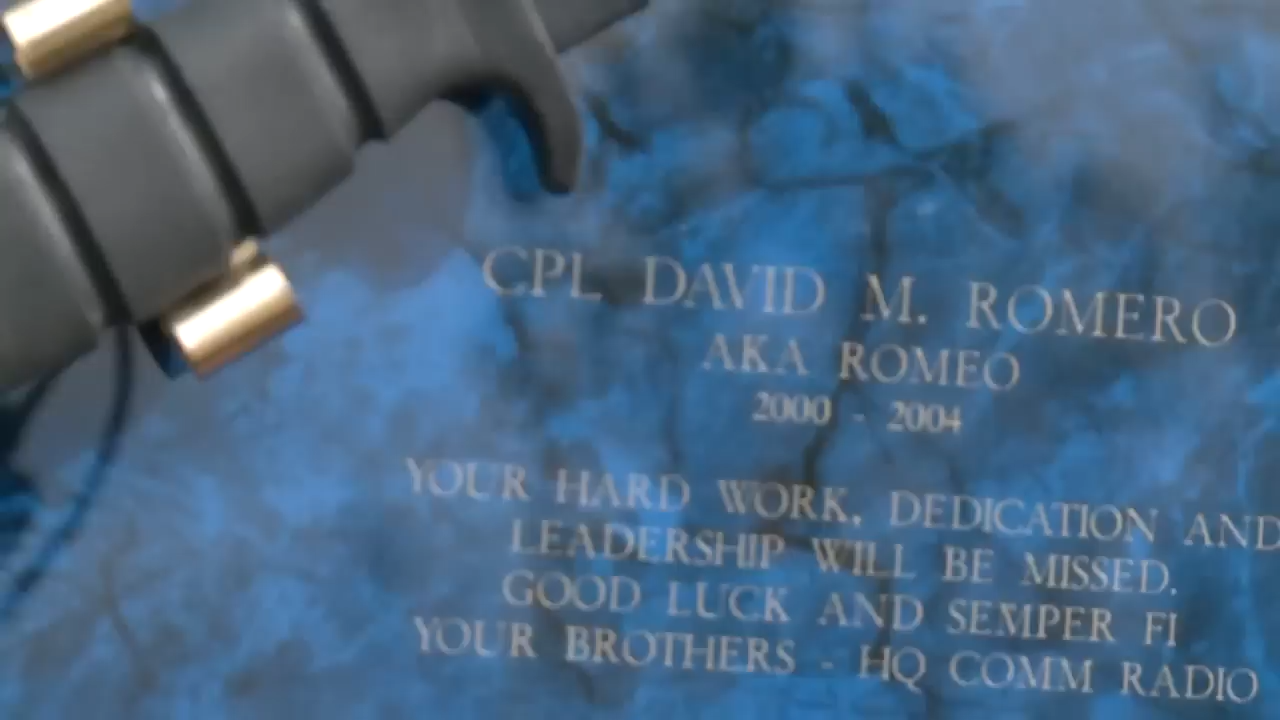 CPL DAVID M. ROMERO
AKA ROMEO
2000 - 2004
YOUR HARD WORK, DEDICATION AND
LEADERSHIP WILL BE MISSED.
GOOD LUCK AND SEMPER FI
YOUR BROTHERS - HQ COMM RADIO